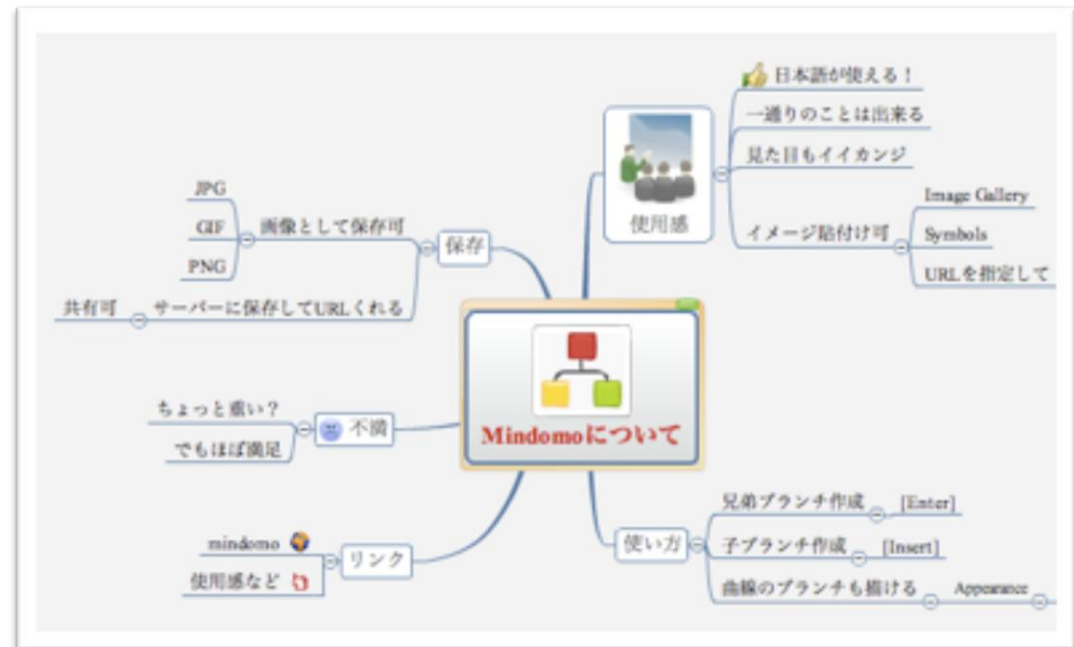 Mindomoについて
使用感
日本語が使える！
一通りのことは出来る
見た目もイイカンジ
イメージ貼付け可
Image Gallery
Symbols
URLを指定して
使い方
兄弟ブランチ作成
[Enter]
子ブランチ作成
[Insert]
曲線のブランチも描ける
Appearance
保存
画像として保存可
JPG
GIF
PNG
サーバーに保存してURLくれる
共有可
不満
ちょっと重い？
でもほぼ満足
リンク
mindomo
使用感など